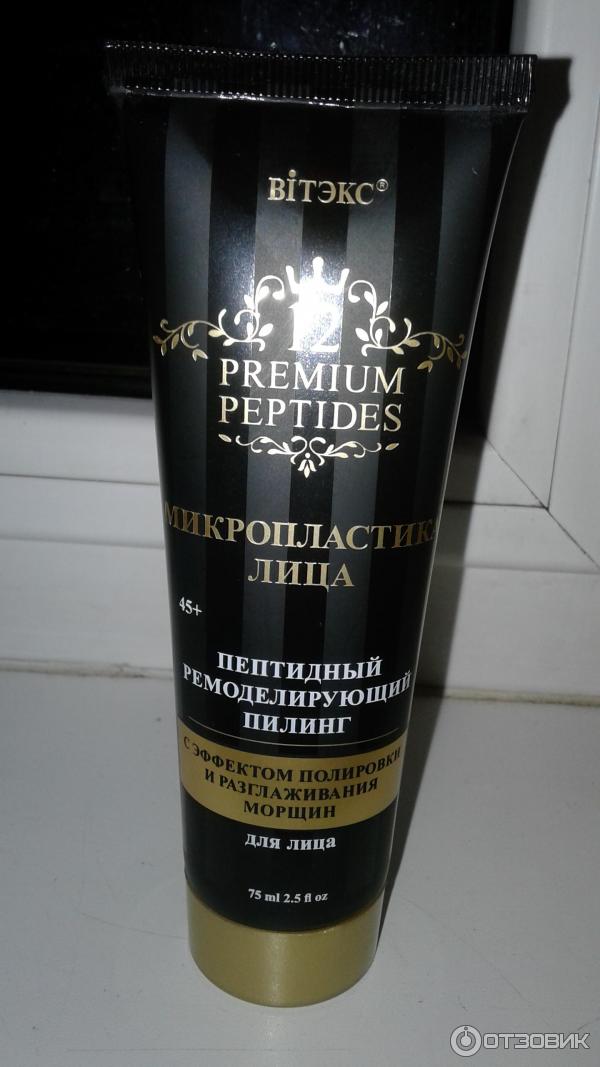 ВІТЭКС®
12
PREMIUM
PEPTIDES
МИКРОПЛАСТИКА
ЛИЦА
45+
ПЕПТИДНЫЙ
РЕМОДЕЛИРУЮЩИЙ
ПИЛИНГ
С ЭФФЕКТОМ ПОЛИРОВКИ
И РАЗГЛАЖИВАНИЯ
МОРЩИН
для лица
75 ml 2.5 fl oz
ОТЗОВИК